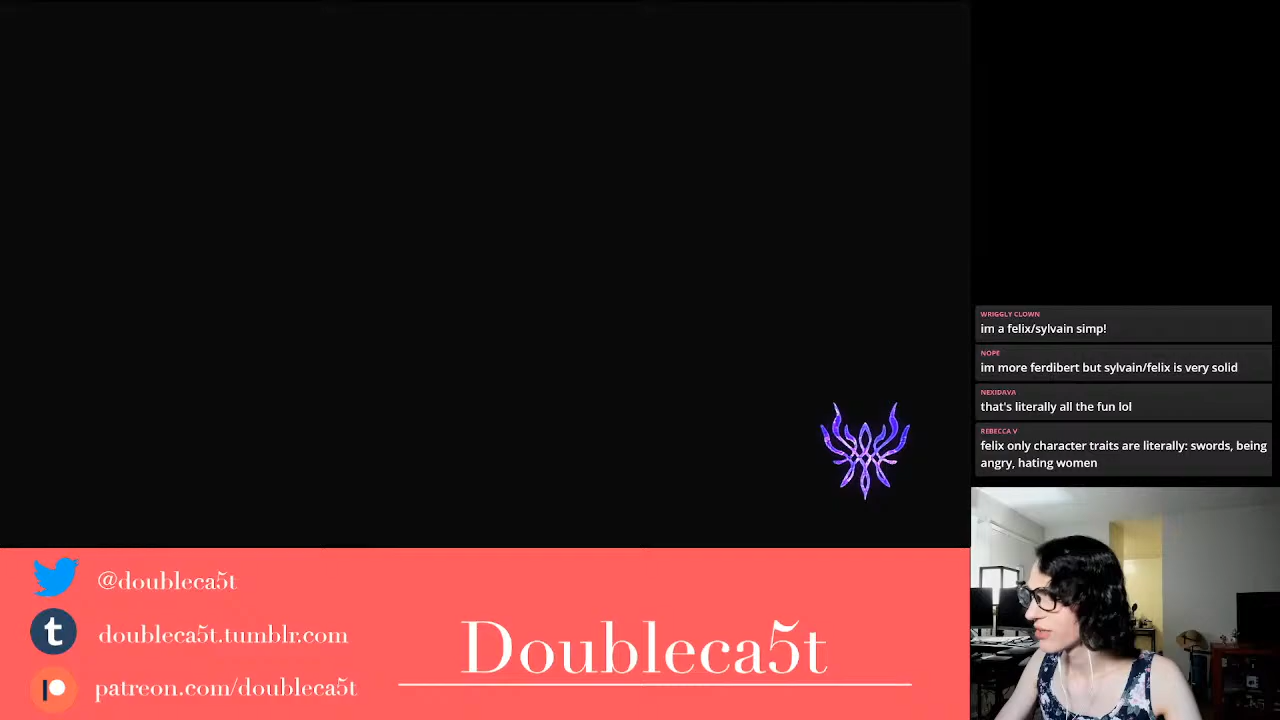 WRIGGLY CLOWN
im a felix/sylvain simp!
NOPE
im more ferdibert but sylvain/felix is very solid
NEXIDAVA
that's literally all the fun lol
REBECCA V
felix only character traits are literally: swords, being
angry, hating women
@doubleca5t
doubleca5t.tumblr.com
patreon.com/doubleca5t
Doubleca5t